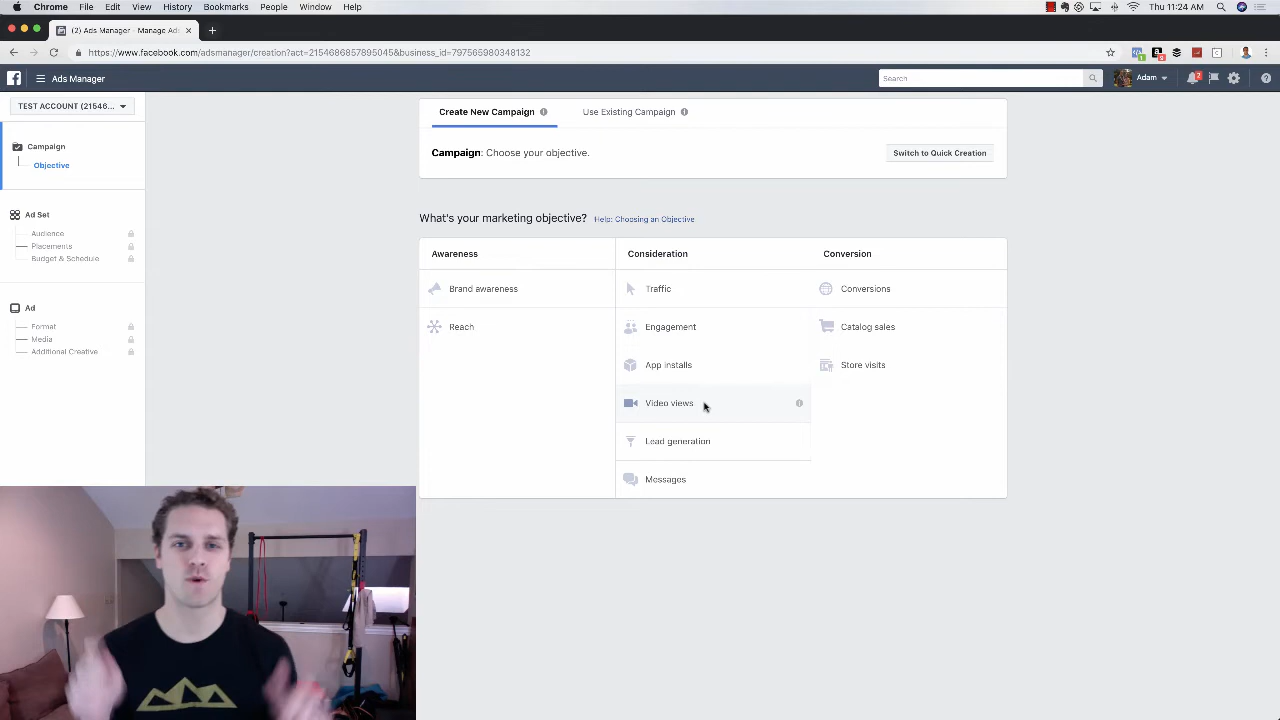 Chrome File Edit View History Bookmarks People Window Help Thu 11:24 AM
(2) Ads Manager - Manage Ads
https://www.facebook.com/adsmanager/creation?act=2154686857895045&business_id=797565980348132
Ads Manager Search Adam 2
TEST ACCOUNT (21546...
Create New Campaign Use Existing Campaign
Campaign
Objective
Campaign: Choose your objective. Switch to Quick Creation
Ad Set
Audience
Placements
Budget & Schedule
What's your marketing objective? Help: Choosing an Objective
Awareness Consideration Conversion
Brand awareness Traffic Conversions
Reach Engagement Catalog sales
App installs Store visits
Video views
Lead generation
Messages
Ad
Format
Media
Additional Creative